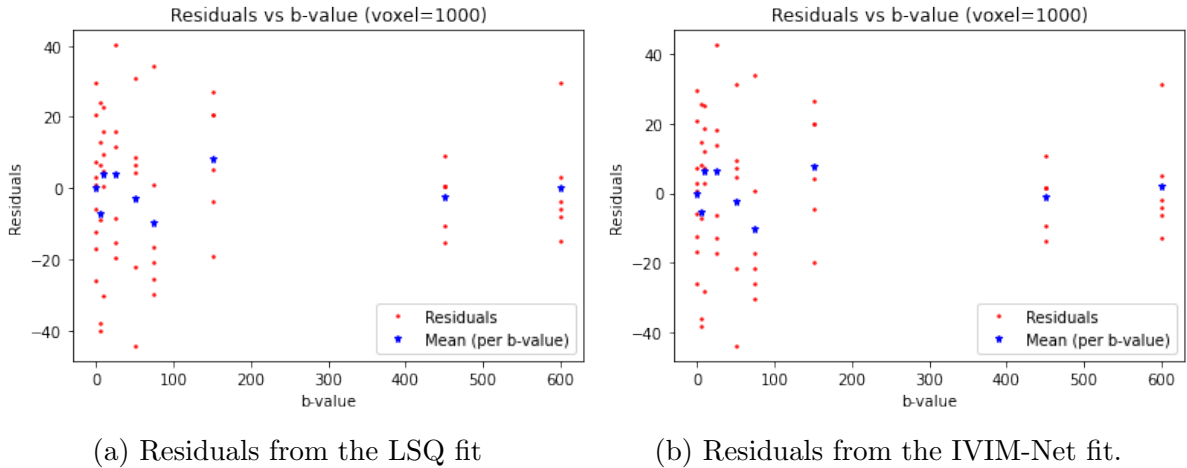 Residuals vs b-value (voxel=1000)
40
20
0
−20
−40
Residuals
0 100 200 300 400 500 600
b-value
Residuals
Mean (per b-value)
(a) Residuals from the LSQ fit
Residuals vs b-value (voxel=1000)
40
20
0
−20
−40
Residuals
0 100 200 300 400 500 600
b-value
Residuals
Mean (per b-value)
(b) Residuals from the IVIM-Net fit.